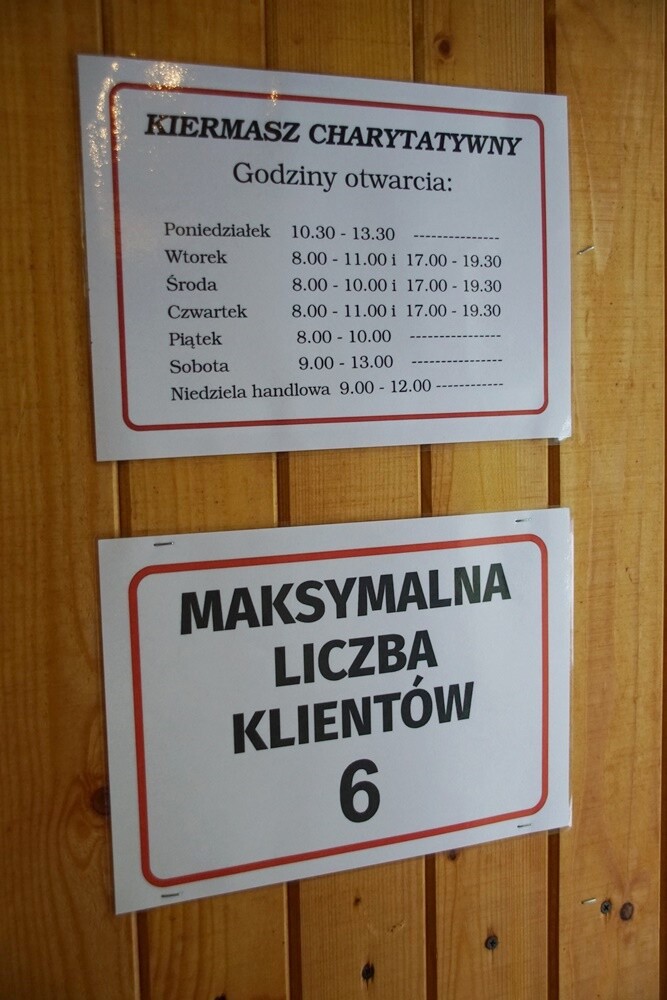 KIERMASZ CHARYTATYWNY
Godziny otwarcia:
Poniedziałek 10.30 - 13.30 ---------------
Wtorek 8.00 - 11.00 i 17.00 - 19.30
Środa 8.00 - 10.00 i 17.00 - 19.30
Czwartek 8.00 - 11.00 i 17.00 - 19.30
Piątek 8.00 - 10.00 ----------------
Sobota 9.00 - 13.00 ----------------
Niedziela handlowa 9.00 - 12.00 ------------
MAKSYMALNA
LICZBA
KLIENTÓW
6